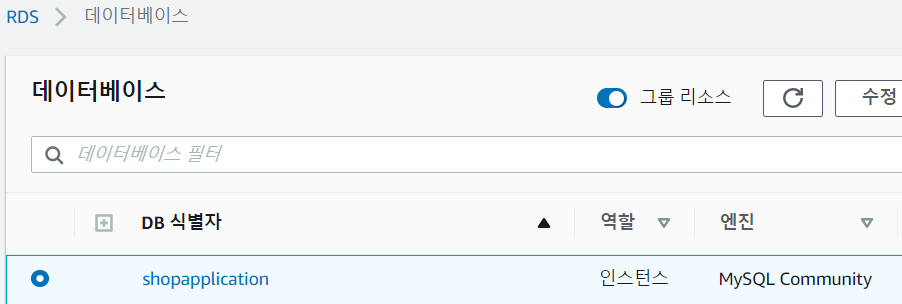 RDS > 데이터베이스
데이터베이스 그룹 리소스 수정
데이터베이스 필터
DB 식별자 역할 엔진
shopapplication 인스턴스 MySQL Community